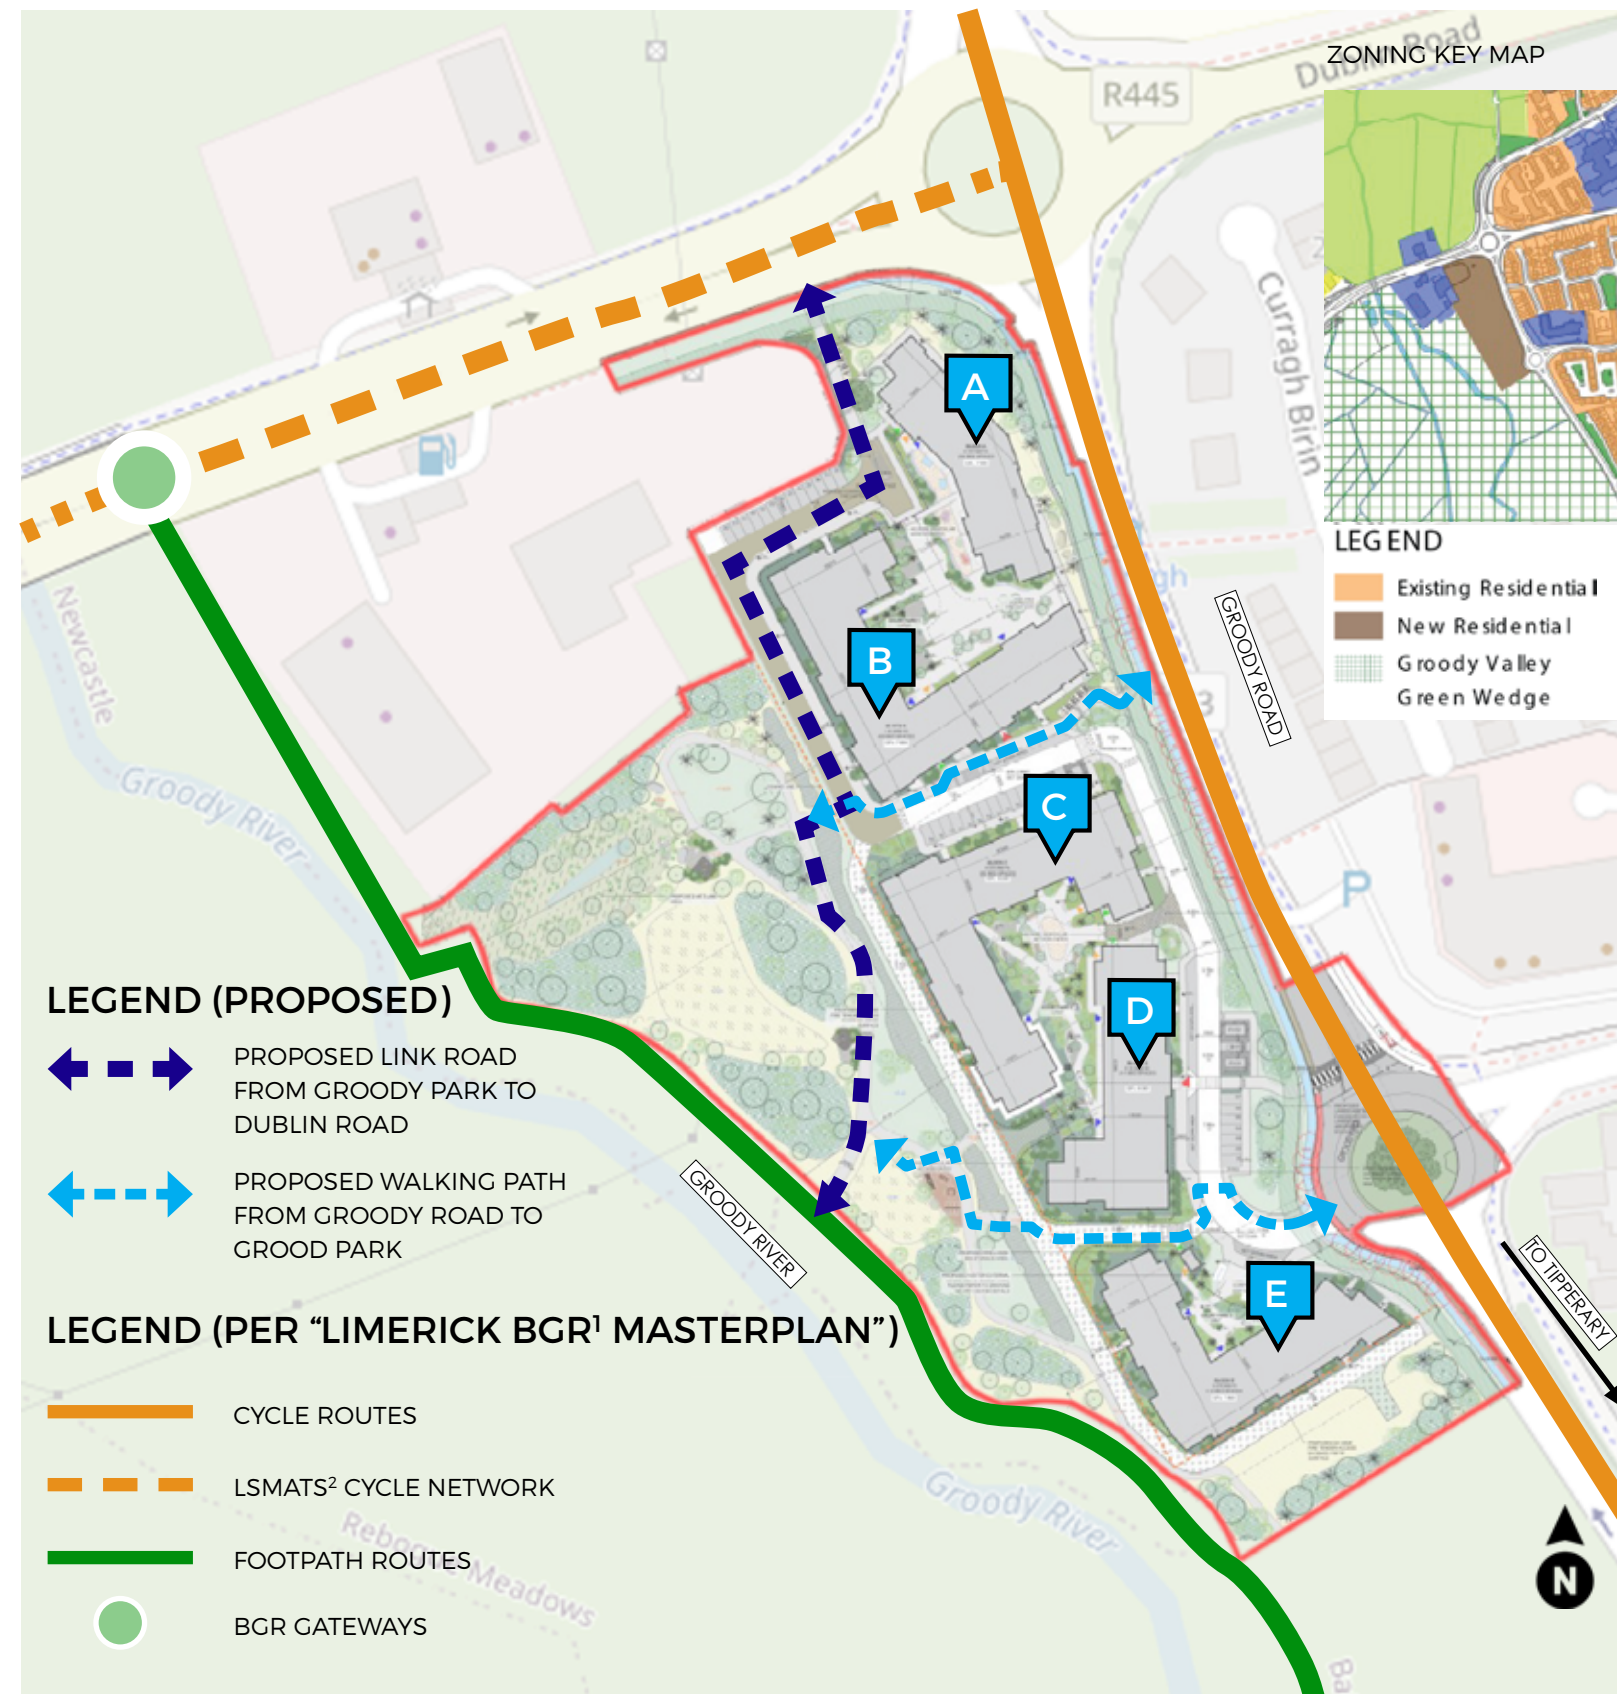 ZONING KEY MAP
Dublin Road
R445
A
Curragh Birin
LEGEND
Existing Residential
New Residential
Groody Valley
Green Wedge
GROODY ROAD
B
C
P
D
E
Newcastle
Groody River
GROODY RIVER
TO TIPPERARY
LEGEND (PROPOSED)
PROPOSED LINK ROAD
FROM GROODY PARK TO
DUBLIN ROAD
PROPOSED WALKING PATH
FROM GROODY ROAD TO
GROOD PARK
LEGEND (PER “LIMERICK BGR¹ MASTERPLAN”)
CYCLE ROUTES
LSMATS² CYCLE NETWORK
FOOTPATH ROUTES
BGR GATEWAYS
Groody River
Rebogue Meadows
N
Ba